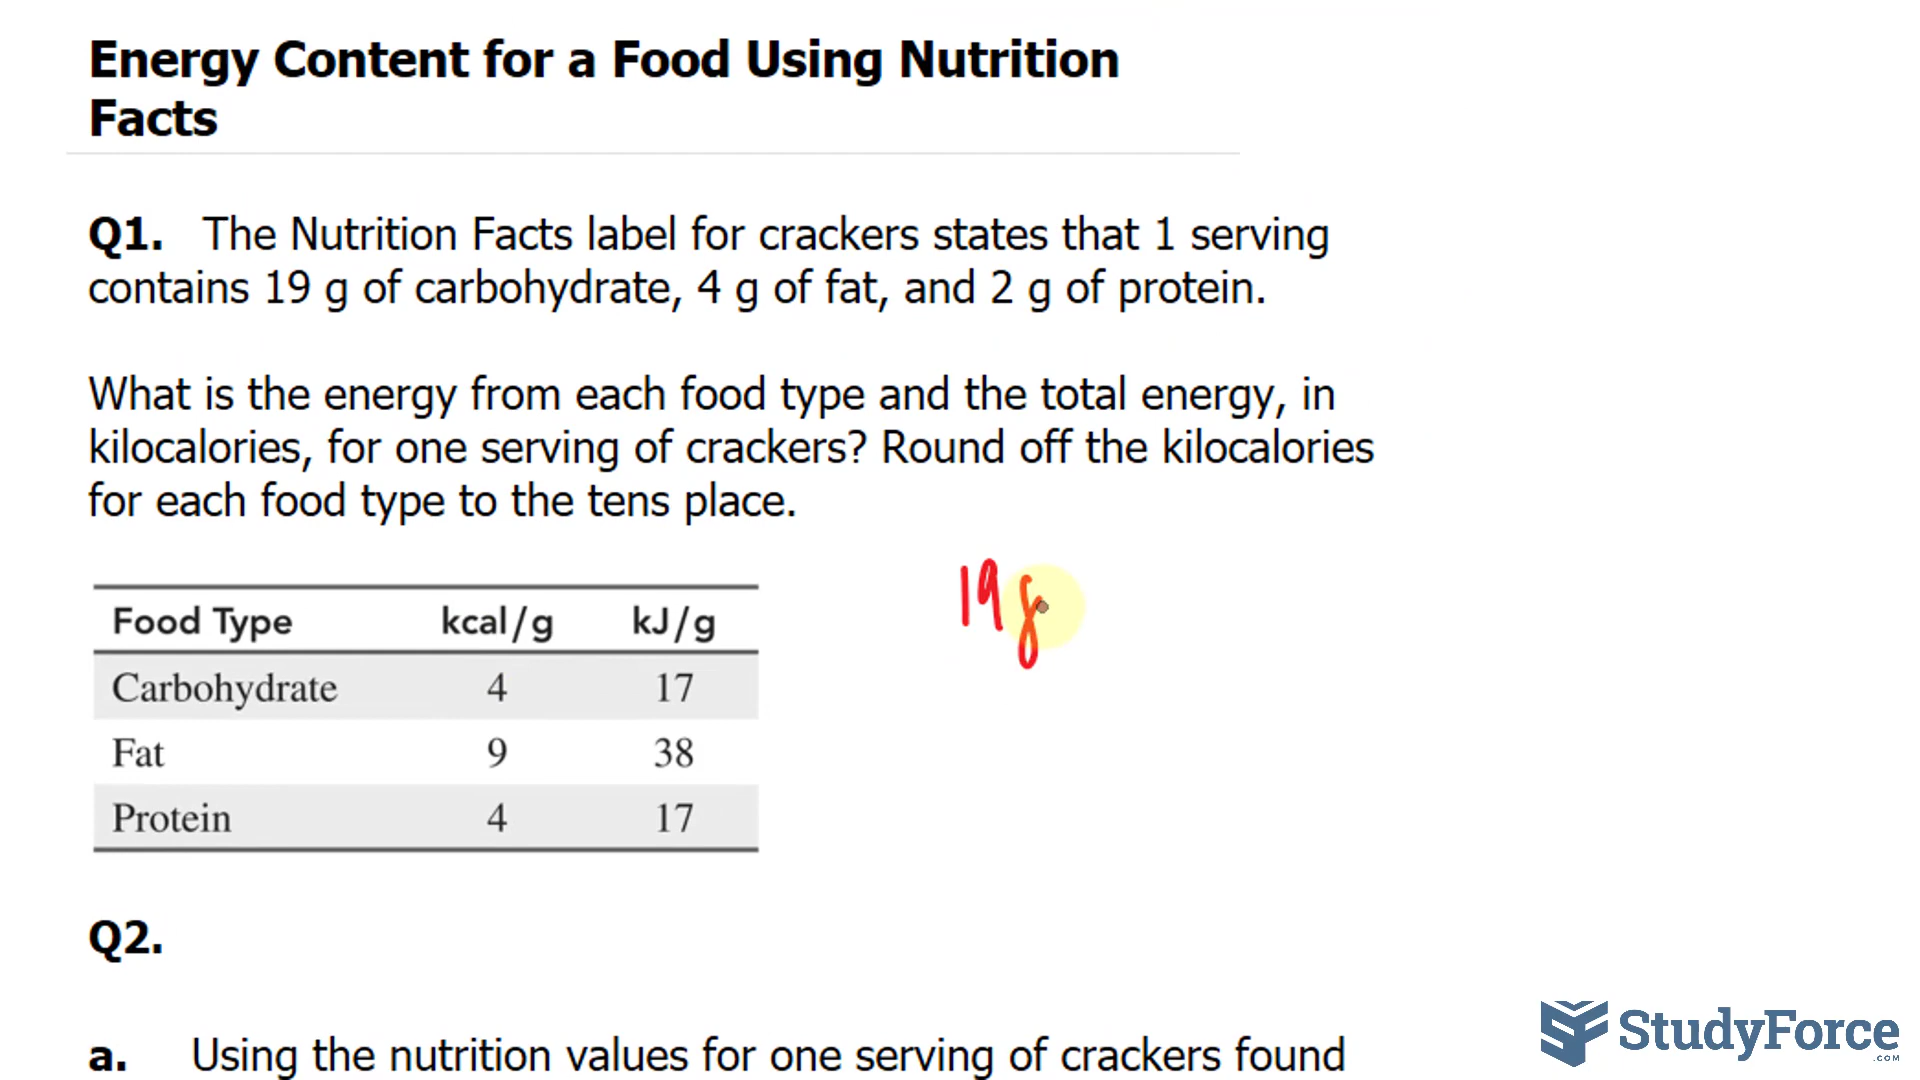 Energy Content for a Food Using Nutrition
Facts
Q1. The Nutrition Facts label for crackers states that 1 serving
contains 19 g of carbohydrate, 4 g of fat, and 2 g of protein.
What is the energy from each food type and the total energy, in
kilocalories, for one serving of crackers? Round off the kilocalories
for each food type to the tens place.
19 g
Food Type kcal/g kJ/g
Carbohydrate 4 17
Fat 9 38
Protein 4 17
Q2.
a. Using the nutrition values for one serving of crackers found
StudyForce
.COM